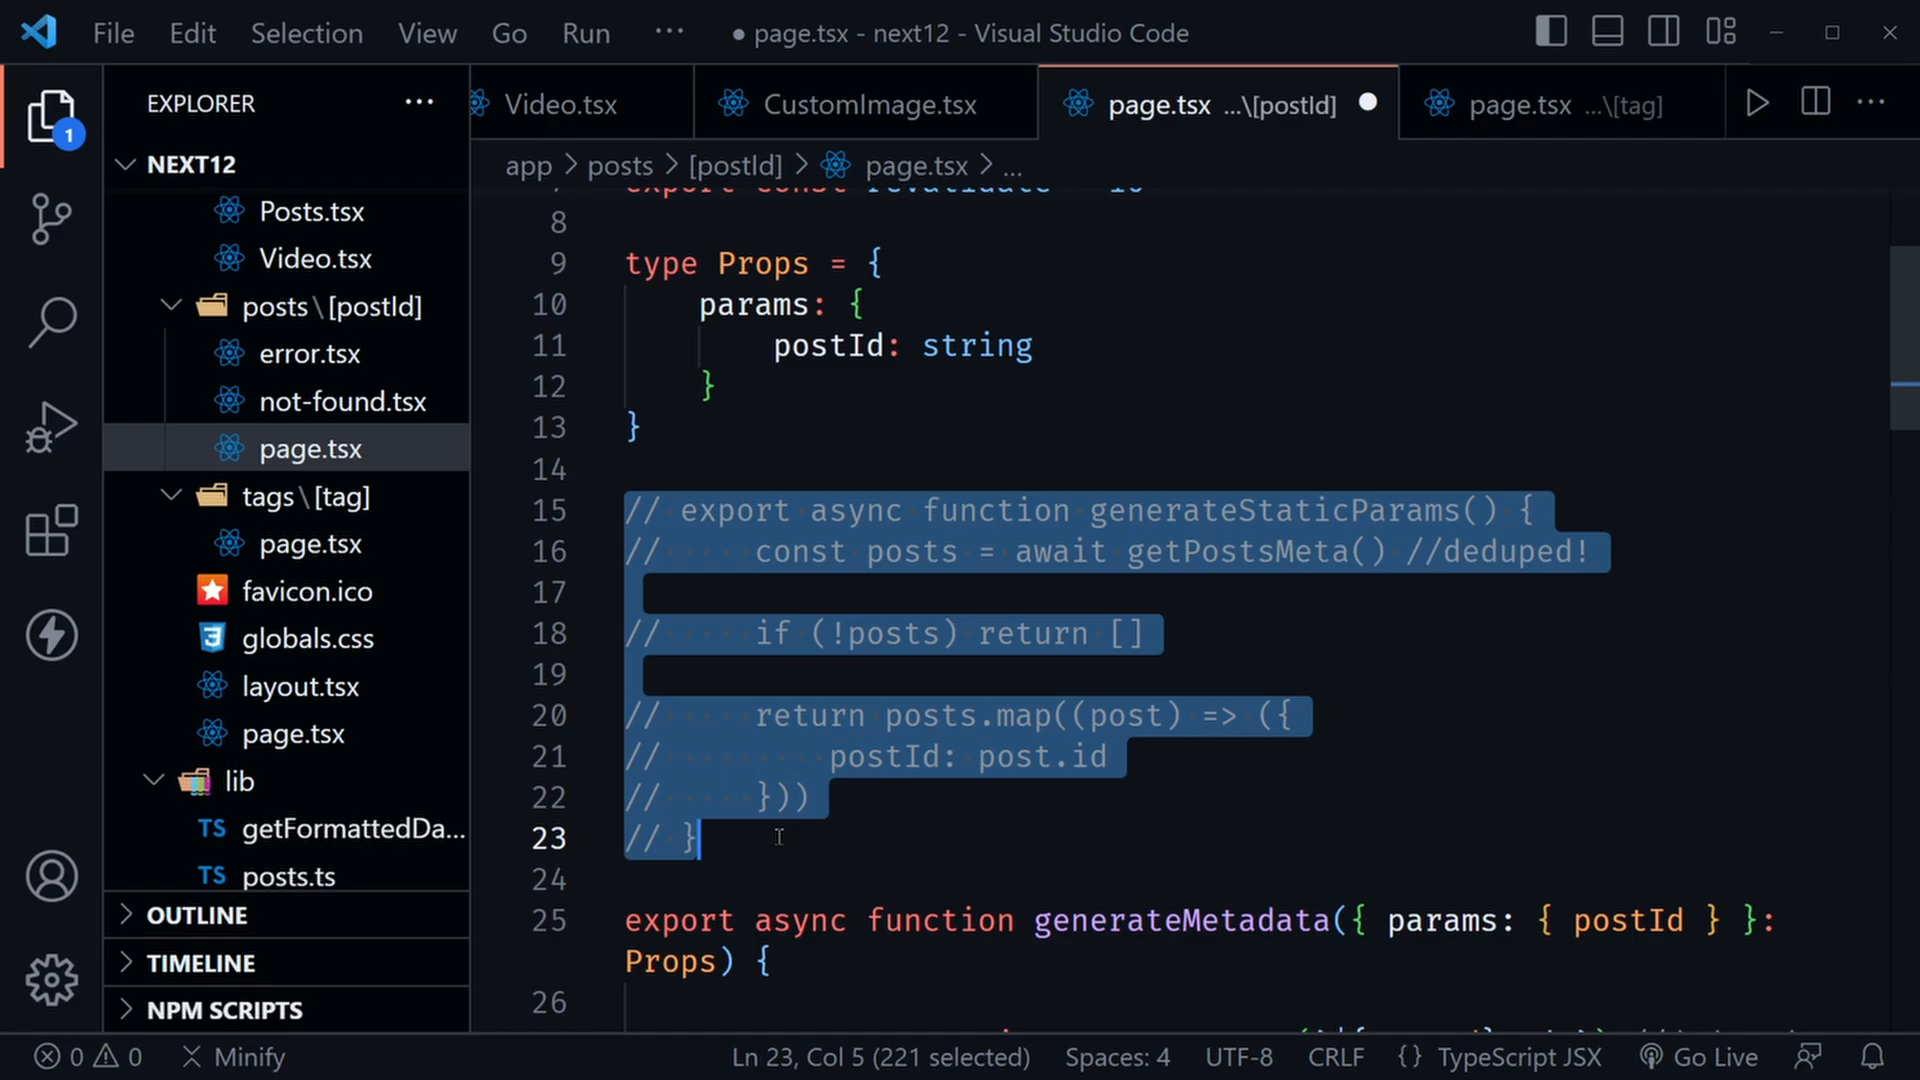 File Edit Selection View Go Run ··· ● page.tsx - next12 - Visual Studio Code
EXPLORER ···
Video.tsx
CustomImage.tsx
page.tsx ...\[postId]
page.tsx ...\[tag]
app > posts > [postId] > page.tsx > ...
1
NEXT12
Posts.tsx
Video.tsx
posts \ [postId]
error.tsx
not-found.tsx
page.tsx
tags \ [tag]
page.tsx
favicon.ico
globals.css
layout.tsx
page.tsx
lib
TS getFormattedDa...
TS posts.ts
OUTLINE
TIMELINE
NPM SCRIPTS
8
9 type Props = {
10 params: {
11 postId: string
12 }
13 }
14
15 // export async function generateStaticParams() {
16 // const posts = await getPostsMeta() //deduped!
17
18 // if (!posts) return []
19
20 // return posts.map((post) => ({
21 // postId: post.id
22 // }))
23 // }
24
25 export async function generateMetadata({ params: { postId } }:
Props) {
26
0 0 Minify Ln 23, Col 5 (221 selected) Spaces: 4 UTF-8 CRLF {} TypeScript JSX Go Live